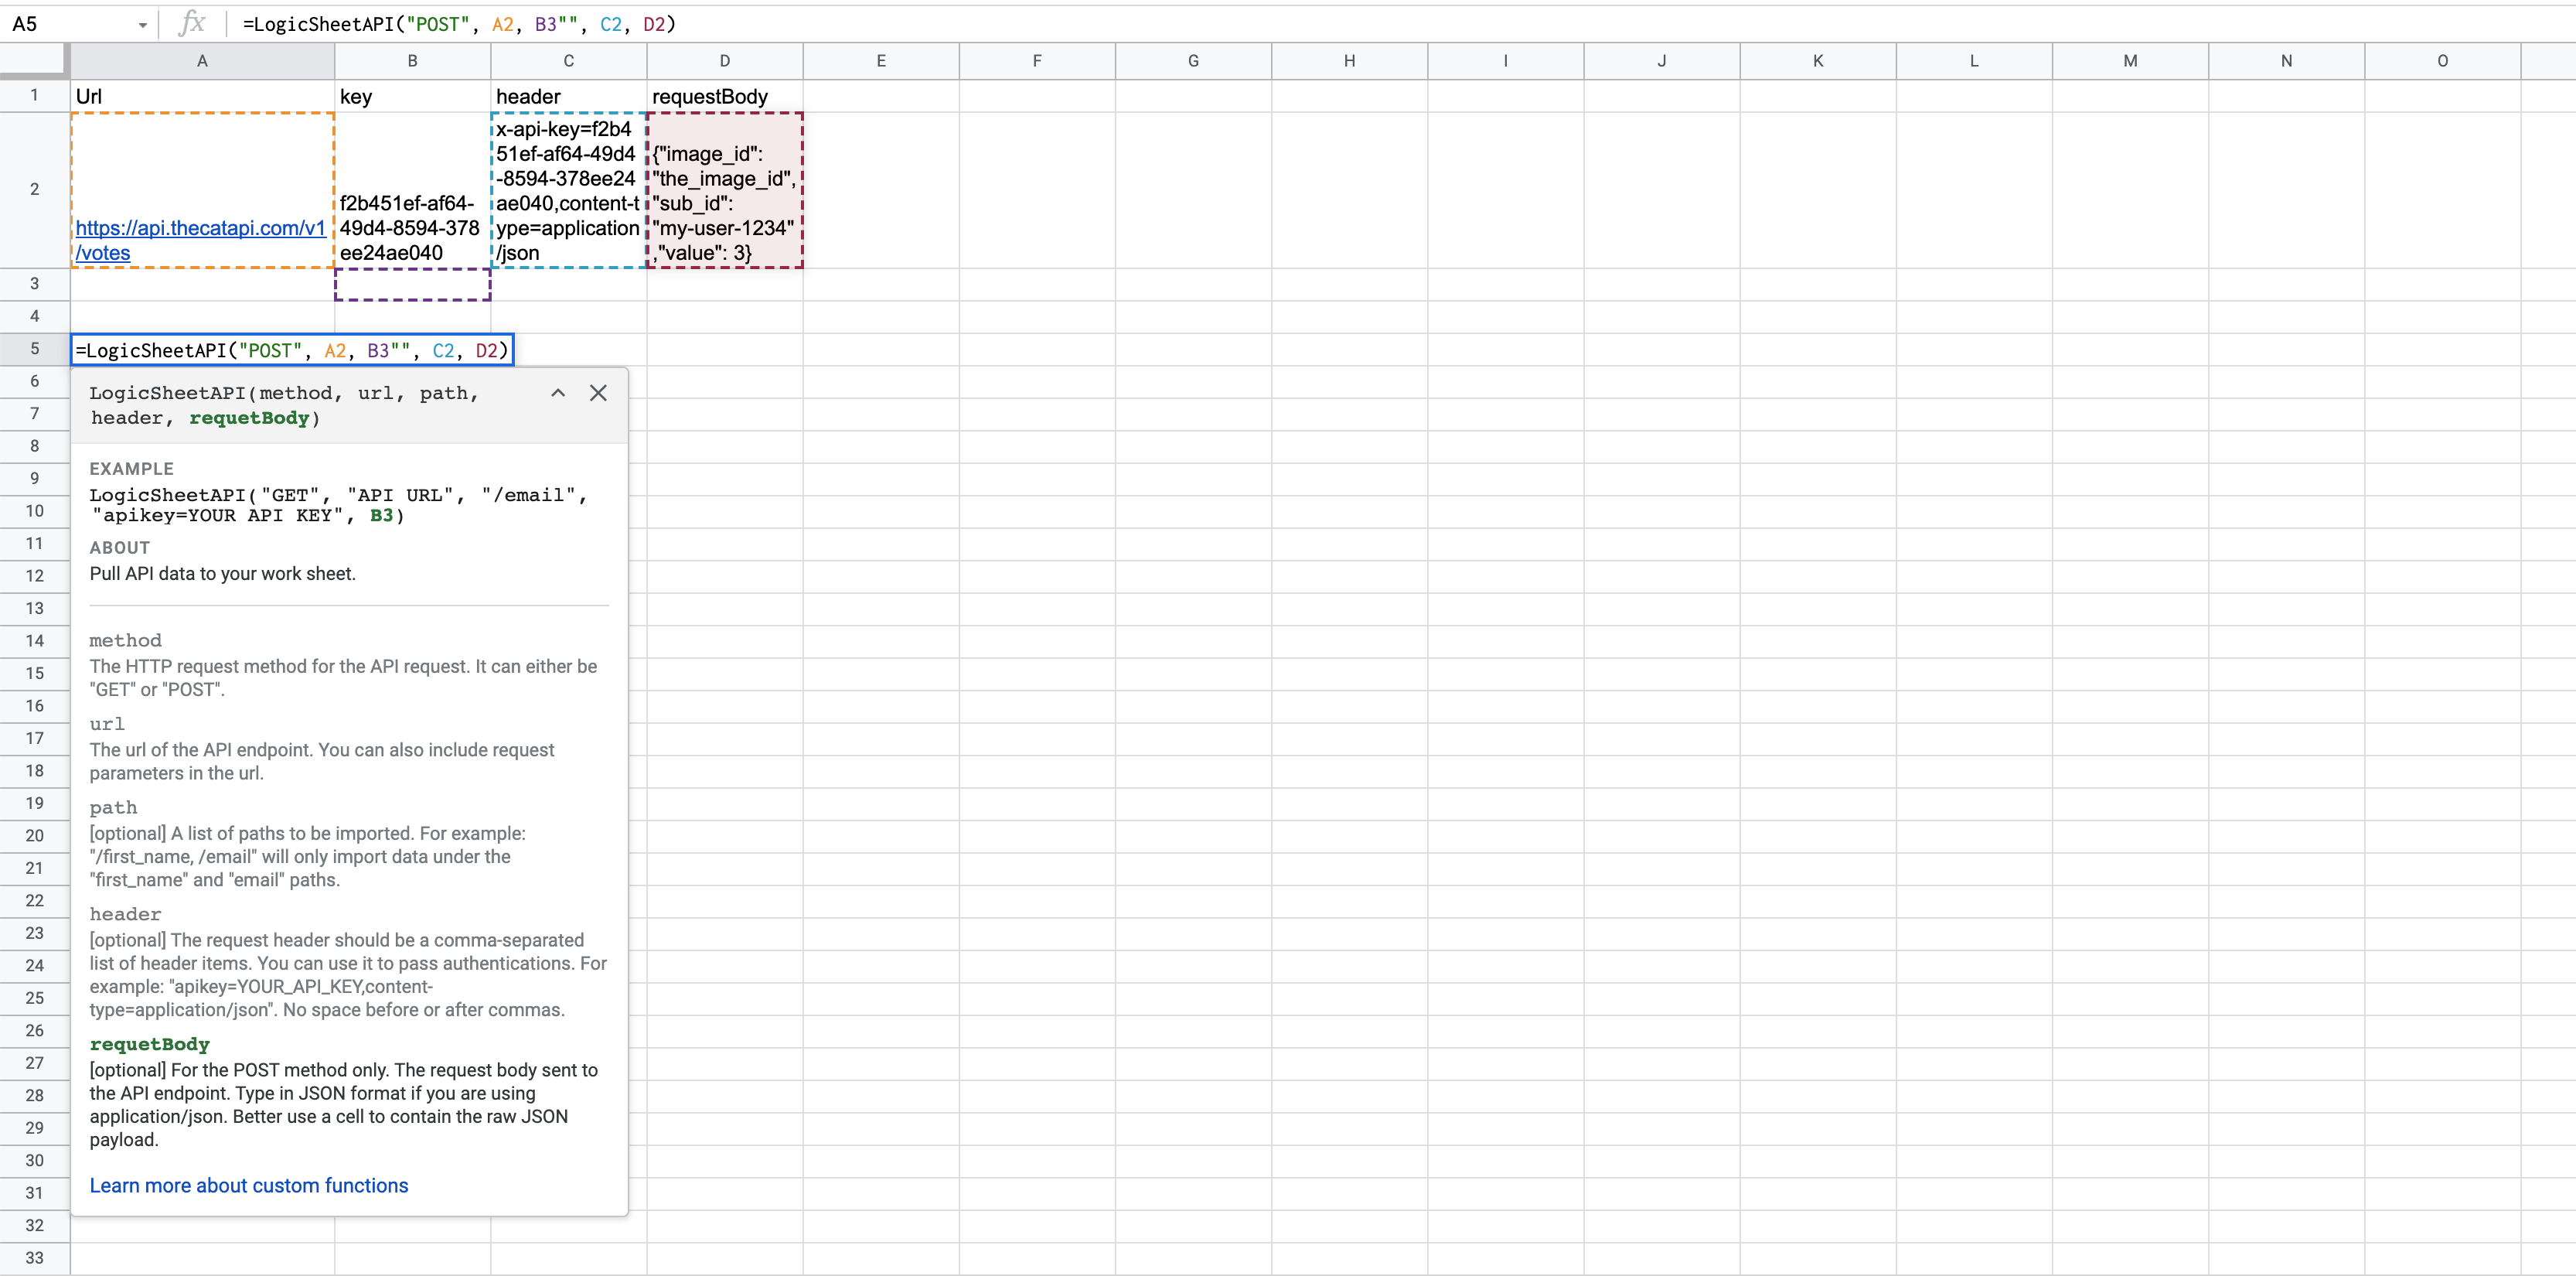 A5 fx =LogicSheetAPI("POST", A2, B3"", C2, D2)
A B C D E F G H I J K L M N O
1 Url key header requestBody
2
https://api.thecatapi.com/v1
/votes
f2b451ef-af64-
49d4-8594-378
ee24ae040
x-api-key=f2b4
51ef-af64-49d4
-8594-378ee24
ae040,content-t
ype=application
/json
{"image_id":
"the_image_id",
"sub_id":
"my-user-1234"
,"value": 3}
3
4
5 =LogicSheetAPI("POST", A2, B3"", C2, D2)
6
7
8
9
10
11
12
13
14
15
16
17
18
19
20
21
22
23
24
25
26
27
28
29
30
31
32
33
LogicSheetAPI(method, url, path,
header, requetBody)
EXAMPLE
LogicSheetAPI("GET", "API URL", "/email",
"apikey=YOUR API KEY", B3)
ABOUT
Pull API data to your work sheet.
method
The HTTP request method for the API request. It can either be
"GET" or "POST".
url
The url of the API endpoint. You can also include request
parameters in the url.
path
[optional] A list of paths to be imported. For example:
"/first_name, /email" will only import data under the
"first_name" and "email" paths.
header
[optional] The request header should be a comma-separated
list of header items. You can use it to pass authentications. For
example: "apikey=YOUR_API_KEY,content-
type=application/json". No space before or after commas.
requetBody
[optional] For the POST method only. The request body sent to
the API endpoint. Type in JSON format if you are using
application/json. Better use a cell to contain the raw JSON
payload.
Learn more about custom functions